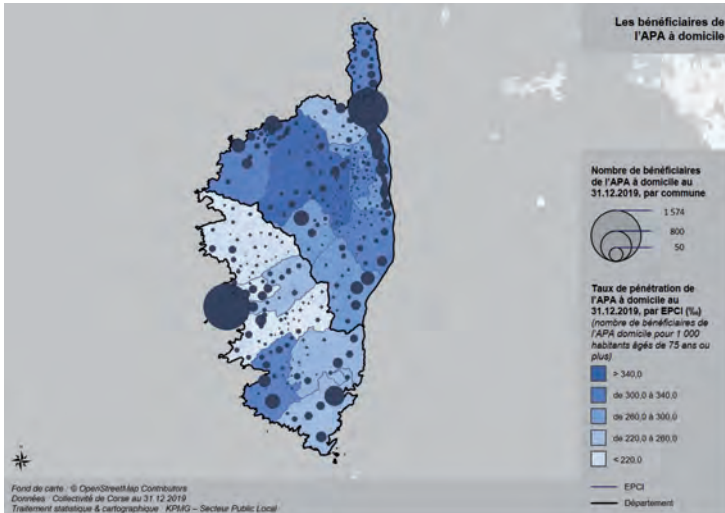 Les bénéficiaires de
l'APA à domicile
Nombre de bénéficiaires
de l'APA à domicile au
31.12.2019, par commune
1 574
800
50
Taux de pénétration de
l'APA à domicile au
31.12.2019, par EPCI (‰)
(nombre de bénéficiaires de
l'APA domicile pour 1 000
habitants âgés de 75 ans ou
plus)
> 340,0
de 300,0 à 340,0
de 260,0 à 300,0
de 220,0 à 260,0
< 220,0
EPCI
Département
Fond de carte : © OpenStreetMap Contributors
Données : Collectivité de Corse au 31.12.2019
Traitement statistique & cartographique : KPMG – Secteur Public Local